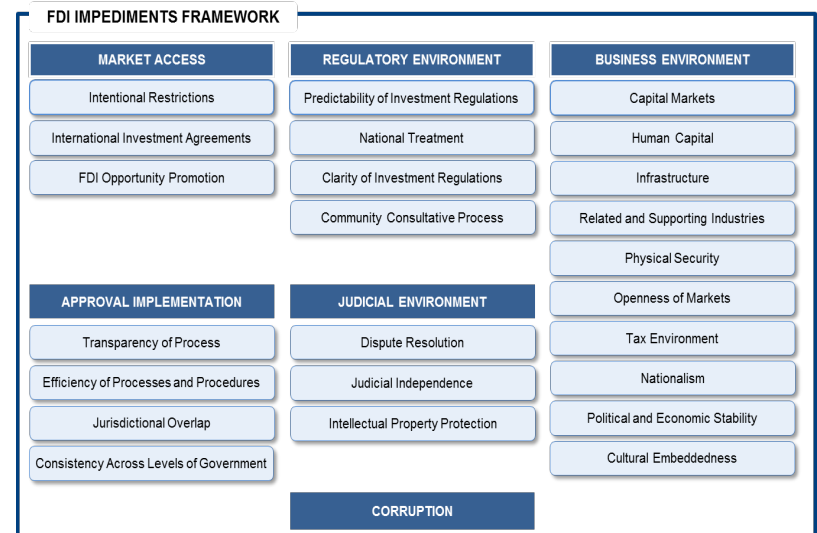 FDI IMPEDIMENTS FRAMEWORK
MARKET ACCESS
Intentional Restrictions
International Investment Agreements
FDI Opportunity Promotion
REGULATORY ENVIRONMENT
Predictability of Investment Regulations
National Treatment
Clarity of Investment Regulations
Community Consultative Process
BUSINESS ENVIRONMENT
Capital Markets
Human Capital
Infrastructure
Related and Supporting Industries
Physical Security
Openness of Markets
Tax Environment
Nationalism
Political and Economic Stability
Cultural Embeddedness
APPROVAL IMPLEMENTATION
Transparency of Process
Efficiency of Processes and Procedures
Jurisdictional Overlap
Consistency Across Levels of Government
JUDICIAL ENVIRONMENT
Dispute Resolution
Judicial Independence
Intellectual Property Protection
CORRUPTION